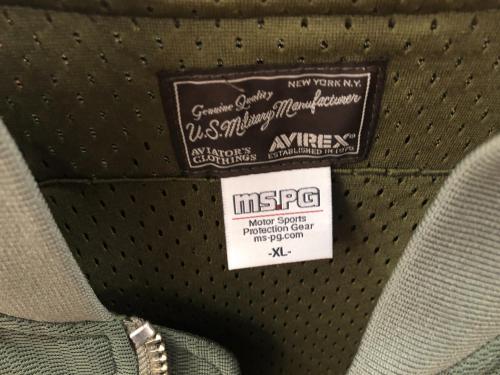 NEW YORK N.Y.
Genuine Quality
U.S. Military Manufacturer
AVIATOR'S
CLOTHINGS
AVIREX®
ESTABLISHED IN 1975
ms.PG
Motor Sports
Protection Gear
ms-pg.com
-XL-